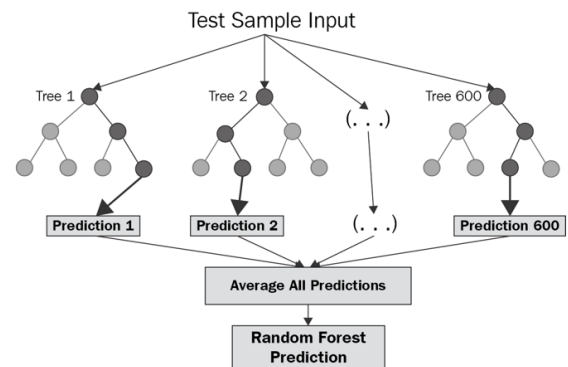 Test Sample Input
Tree 1
Tree 2
(. . .)
Tree 600
Prediction 1
Prediction 2
(. . .)
Prediction 600
Average All Predictions
Random Forest
Prediction